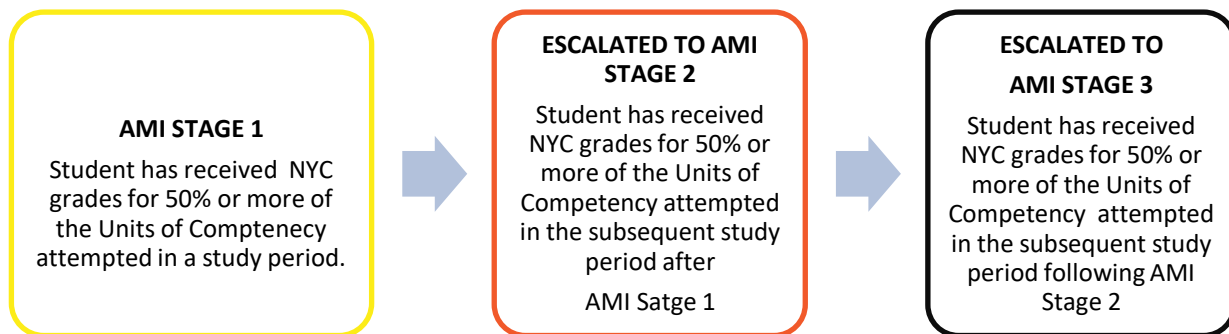 AMI STAGE 1
Student has received NYC
grades for 50% or more of
the Units of Comptenecy
attempted in a study period.
ESCALATED TO AMI
STAGE 2
Student has received
NYC grades for 50% or
more of the Units of
Competency attempted
in the subsequent study
period after
AMI Satge 1
ESCALATED TO
AMI STAGE 3
Student has received
NYC grades for 50% or
more of the Units of
Competency attempted
in the subsequent study
period following AMI
Stage 2